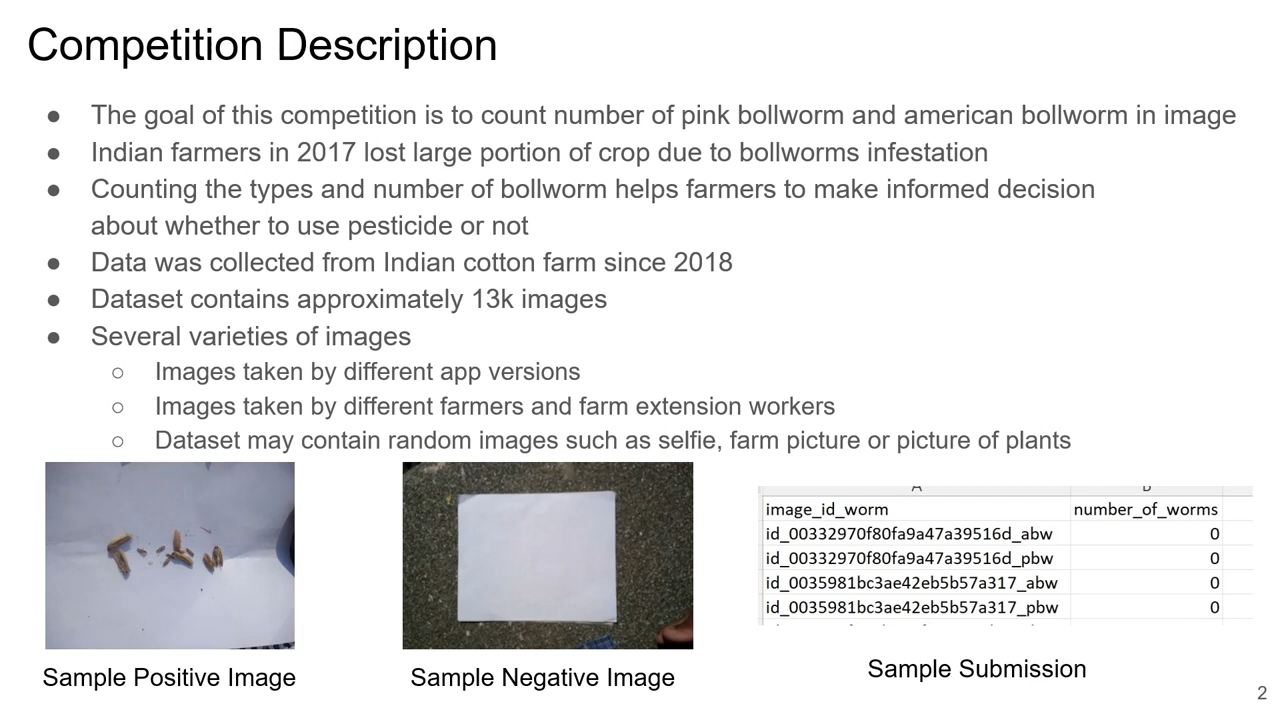 Competition Description
● The goal of this competition is to count number of pink bollworm and american bollworm in image
● Indian farmers in 2017 lost large portion of crop due to bollworms infestation
● Counting the types and number of bollworm helps farmers to make informed decision
about whether to use pesticide or not
● Data was collected from Indian cotton farm since 2018
● Dataset contains approximately 13k images
● Several varieties of images
○ Images taken by different app versions
○ Images taken by different farmers and farm extension workers
○ Dataset may contain random images such as selfie, farm picture or picture of plants
image_id_worm number_of_worms
id_00332970f80fa9a47a39516d_abw 0
id_00332970f80fa9a47a39516d_pbw 0
id_0035981bc3ae42eb5b57a317_abw 0
id_0035981bc3ae42eb5b57a317_pbw 0
Sample Positive Image
Sample Negative Image
Sample Submission
2